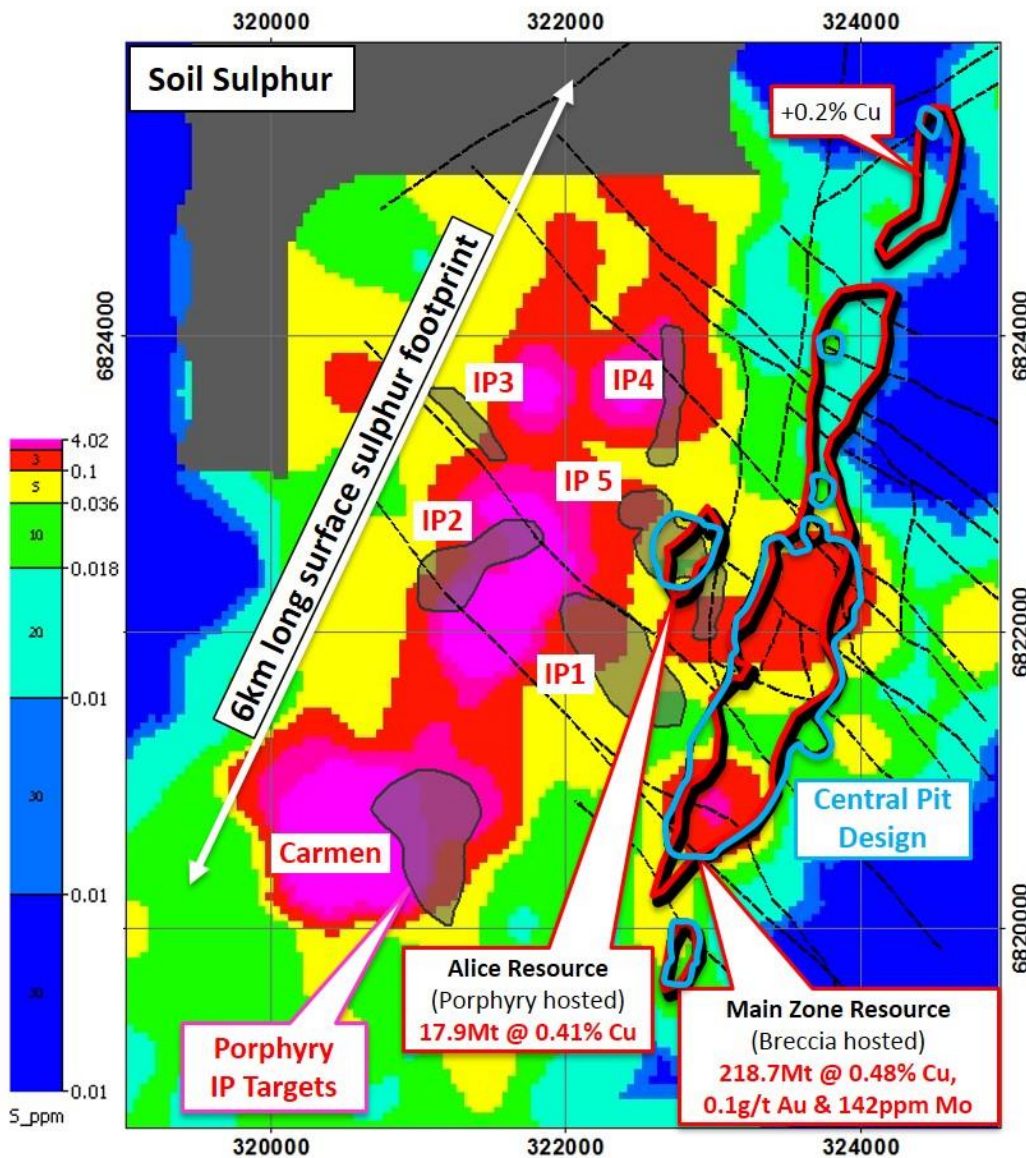 320000
322000
324000
Soil Sulphur
+0.2% Cu
6km long surface sulphur footprint
6824000
6824000
IP3
IP4
IP 5
IP2
6822000
IP1
Central Pit
Design
Carmen
6820000
Alice Resource
(Porphyry hosted)
17.9Mt @ 0.41% Cu
Main Zone Resource
(Breccia hosted)
218.7Mt @ 0.48% Cu,
0.1g/t Au & 142ppm Mo
Porphyry
IP Targets
4.02
3
0.1
5
0.036
10
0.018
20
0.01
30
0.01
30
0.01
S_ppm
320000
322000
324000